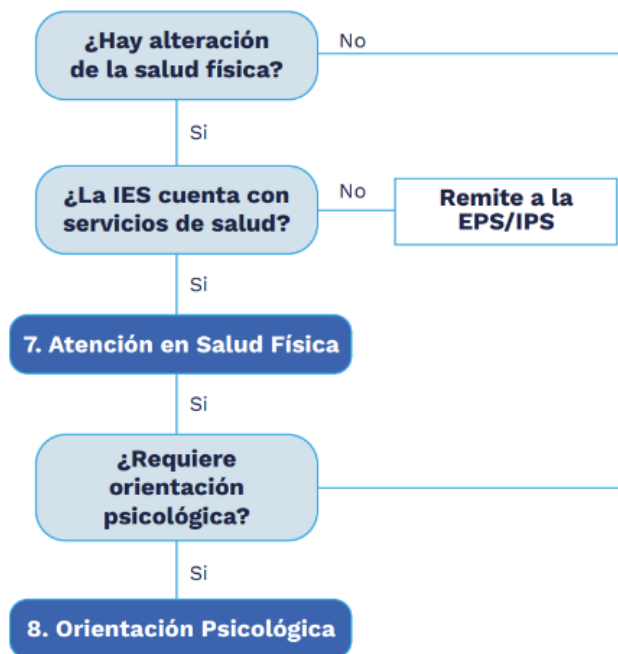 ¿Hay alteración
de la salud física?
No
Si
¿La IES cuenta con
servicios de salud?
No
Remite a la
EPS/IPS
Si
7. Atención en Salud Física
Si
¿Requiere
orientación
psicológica?
Si
8. Orientación Psicológica